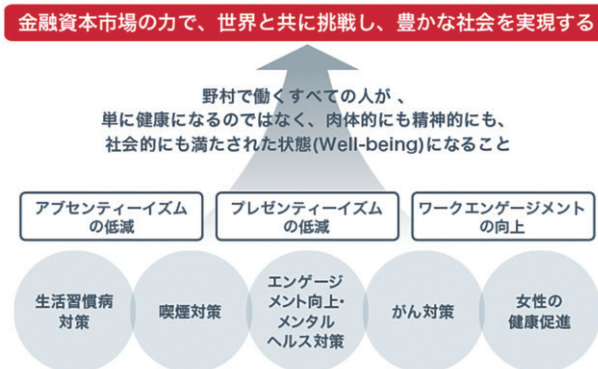 金融資本市場の力で、世界と共に挑戦し、豊かな社会を実現する
野村で働くすべての人が 、
単に健康になるのではなく、肉体的にも精神的にも、
社会的にも満たされた状態(Well-being)になること
アブセンティーイズム
の低減
プレゼンティーイズム
の低減
ワークエンゲージメント
の向上
生活習慣病
対策
喫煙対策
エンゲージ
メント向上・
メンタル
ヘルス対策
がん対策
女性の
健康促進